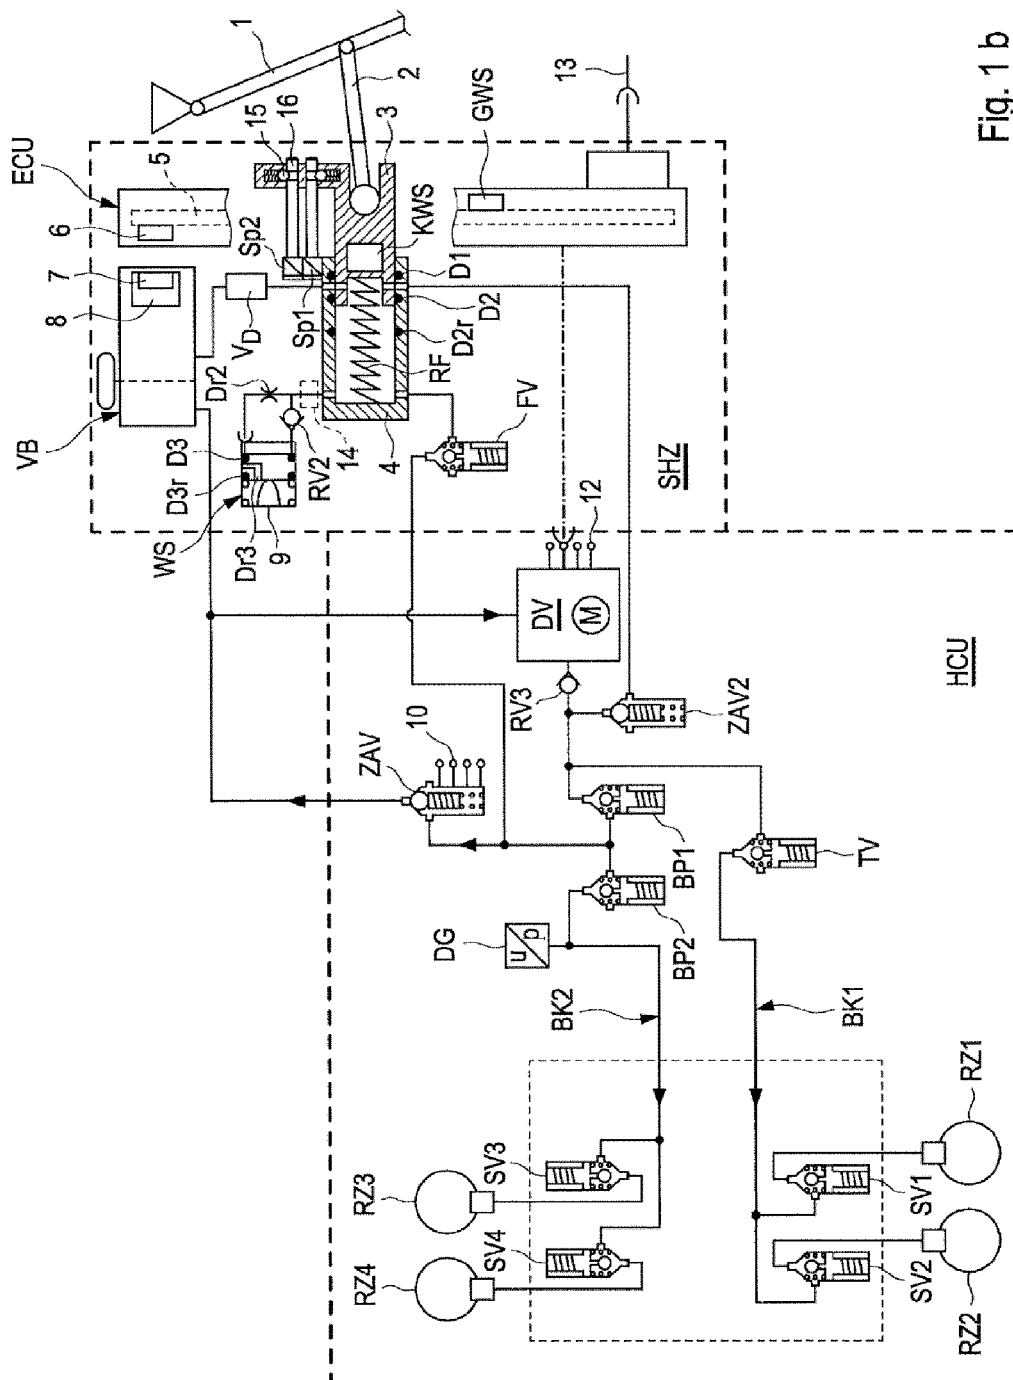 1
2
3
ECU
5
6
7
8
15
16
GWS
13
KWS
Sp2
Sp1
D1
D2
D2r
RF
V_D
VB
Dr2
D3
D3r
WS
Dr3
9
RV2
14
4
FV
SHZ
12
DV
M
RV3
ZAV2
HCU
ZAV
10
BP1
BP2
TV
DG
u
p
BK2
BK1
RZ3
SV3
RZ4
SV4
RZ1
SV1
SV2
RZ2
Fig. 1 b